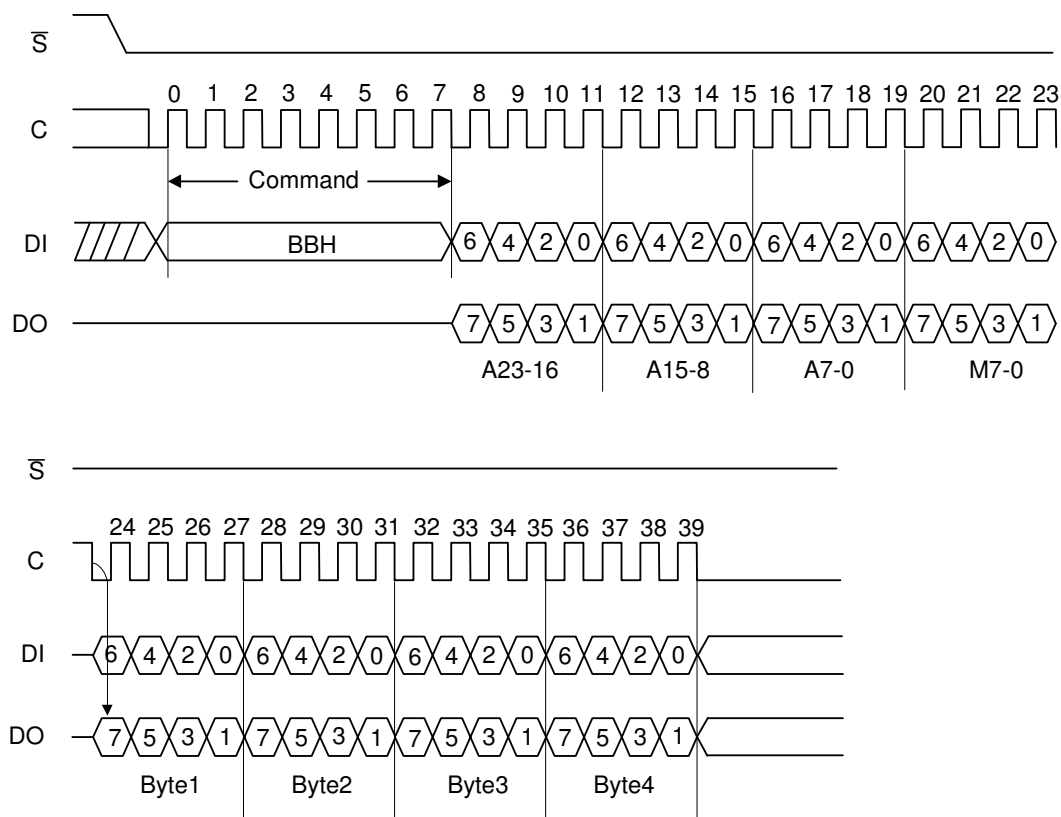 S̅
0 1 2 3 4 5 6 7 8 9 10 11 12 13 14 15 16 17 18 19 20 21 22 23
C
Command
DI BBH 6 4 2 0 6 4 2 0 6 4 2 0 6 4 2 0
DO 7 5 3 1 7 5 3 1 7 5 3 1 7 5 3 1
A23-16 A15-8 A7-0 M7-0
S̅
24 25 26 27 28 29 30 31 32 33 34 35 36 37 38 39
C
DI 6 4 2 0 6 4 2 0 6 4 2 0 6 4 2 0
DO 7 5 3 1 7 5 3 1 7 5 3 1 7 5 3 1
Byte1 Byte2 Byte3 Byte4